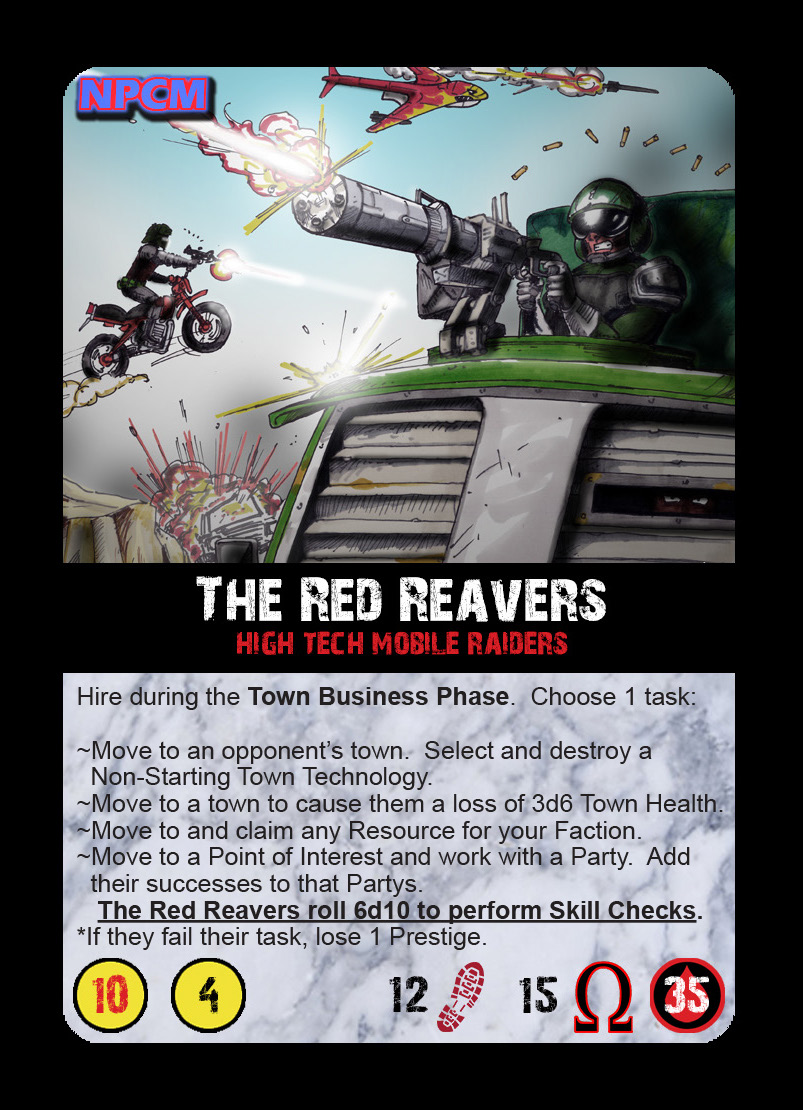 NPCM
THE RED REAVERS
HIGH TECH MOBILE RAIDERS
Hire during the Town Business Phase.  Choose 1 task:
~Move to an opponent's town.  Select and destroy a
Non-Starting Town Technology.
~Move to a town to cause them a loss of 3d6 Town Health.
~Move to and claim any Resource for your Faction.
~Move to a Point of Interest and work with a Party.  Add
their successes to that Partys.
The Red Reavers roll 6d10 to perform Skill Checks.
*If they fail their task, lose 1 Prestige.
10 4 12 15 Ω 35